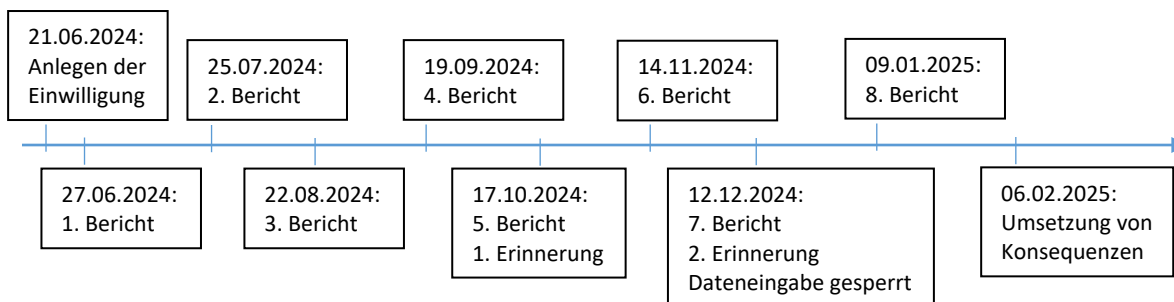 21.06.2024:
Anlegen der
Einwilligung
27.06.2024:
1. Bericht
25.07.2024:
2. Bericht
22.08.2024:
3. Bericht
19.09.2024:
4. Bericht
17.10.2024:
5. Bericht
1. Erinnerung
14.11.2024:
6. Bericht
12.12.2024:
7. Bericht
2. Erinnerung
Dateneingabe gesperrt
09.01.2025:
8. Bericht
06.02.2025:
Umsetzung von
Konsequenzen